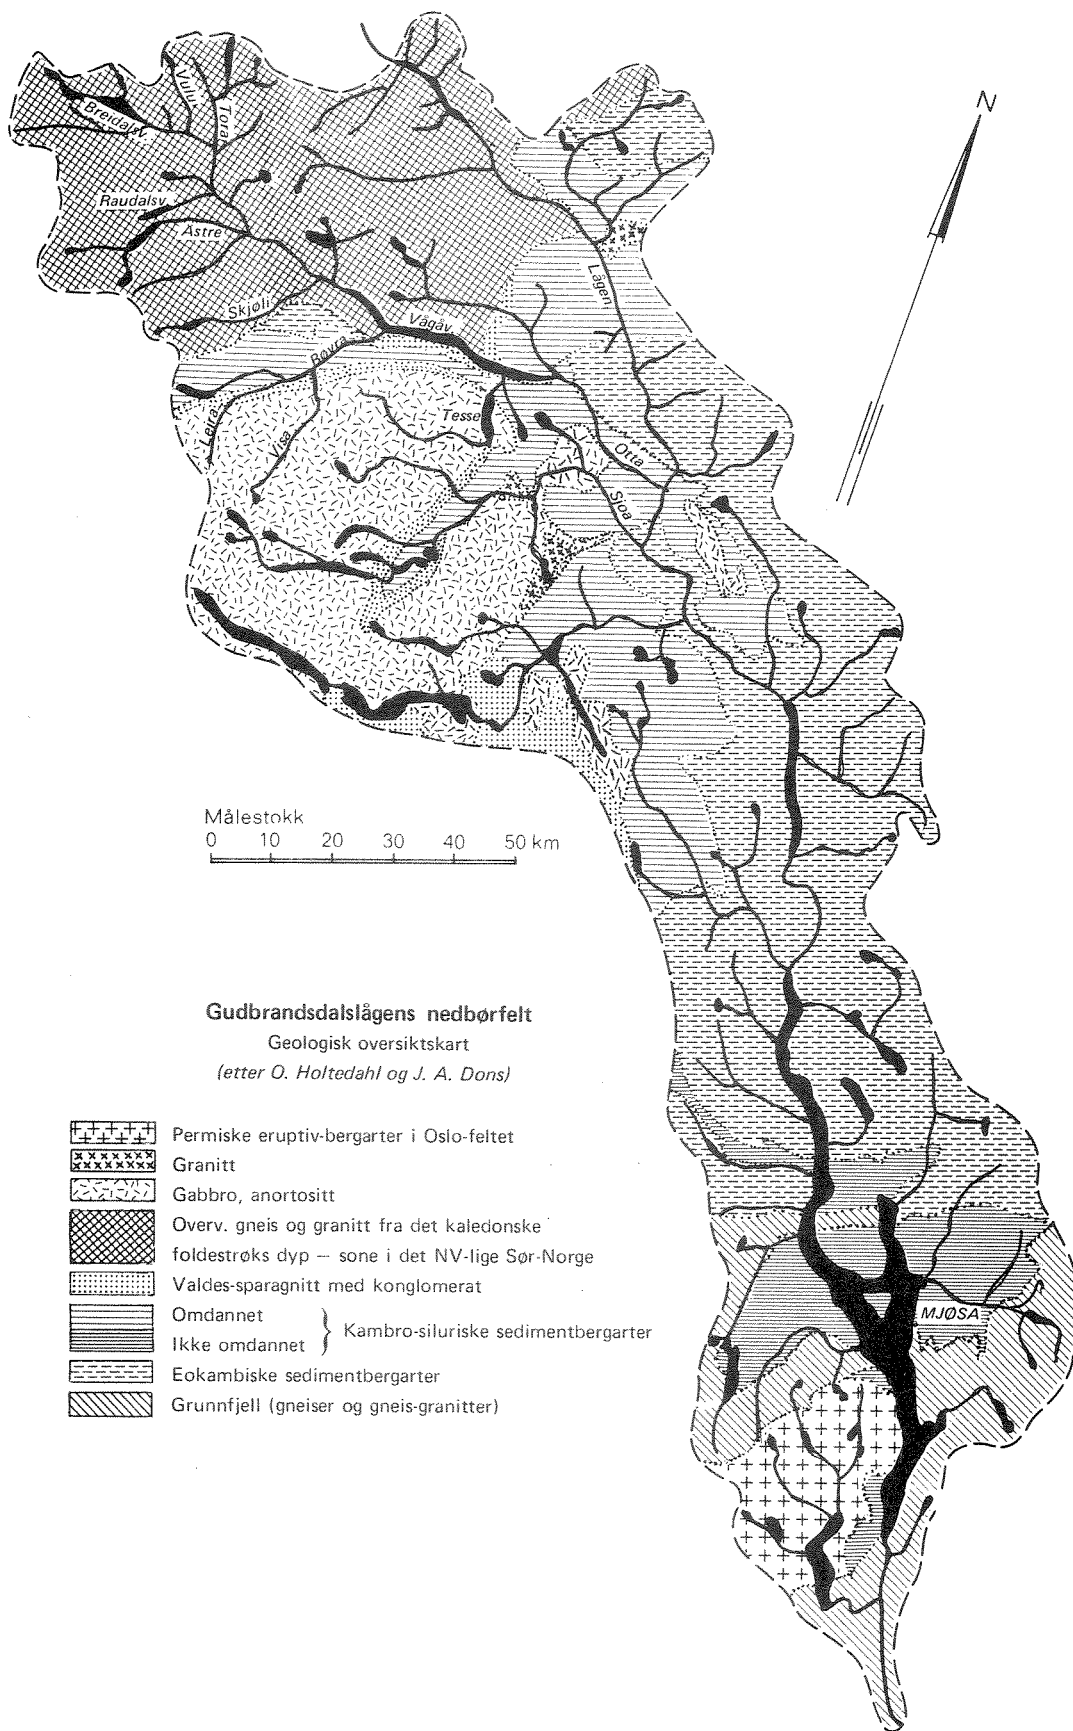 N
Breidalsv.
Vulu
Tora
Raudalsv.
Åstre
Skjøli
Bøvra
Vågåv.
Lågen
Leira
Visa
Tesse
Otta
Sjoa
Målestokk
0 10 20 30 40 50 km
Gudbrandsdalslågens nedbørfelt
Geologisk oversiktskart
(etter O. Holtedahl og J. A. Dons)
Permiske eruptiv-bergarter i Oslo-feltet
Granitt
Gabbro, anortositt
Overv. gneis og granitt fra det kaledonske
foldestrøks dyp – sone i det NV-lige Sør-Norge
Valdes-sparagnitt med konglomerat
Omdannet
Ikke omdannet } Kambro-siluriske sedimentbergarter
Eokambiske sedimentbergarter
Grunnfjell (gneiser og gneis-granitter)
MJØSA